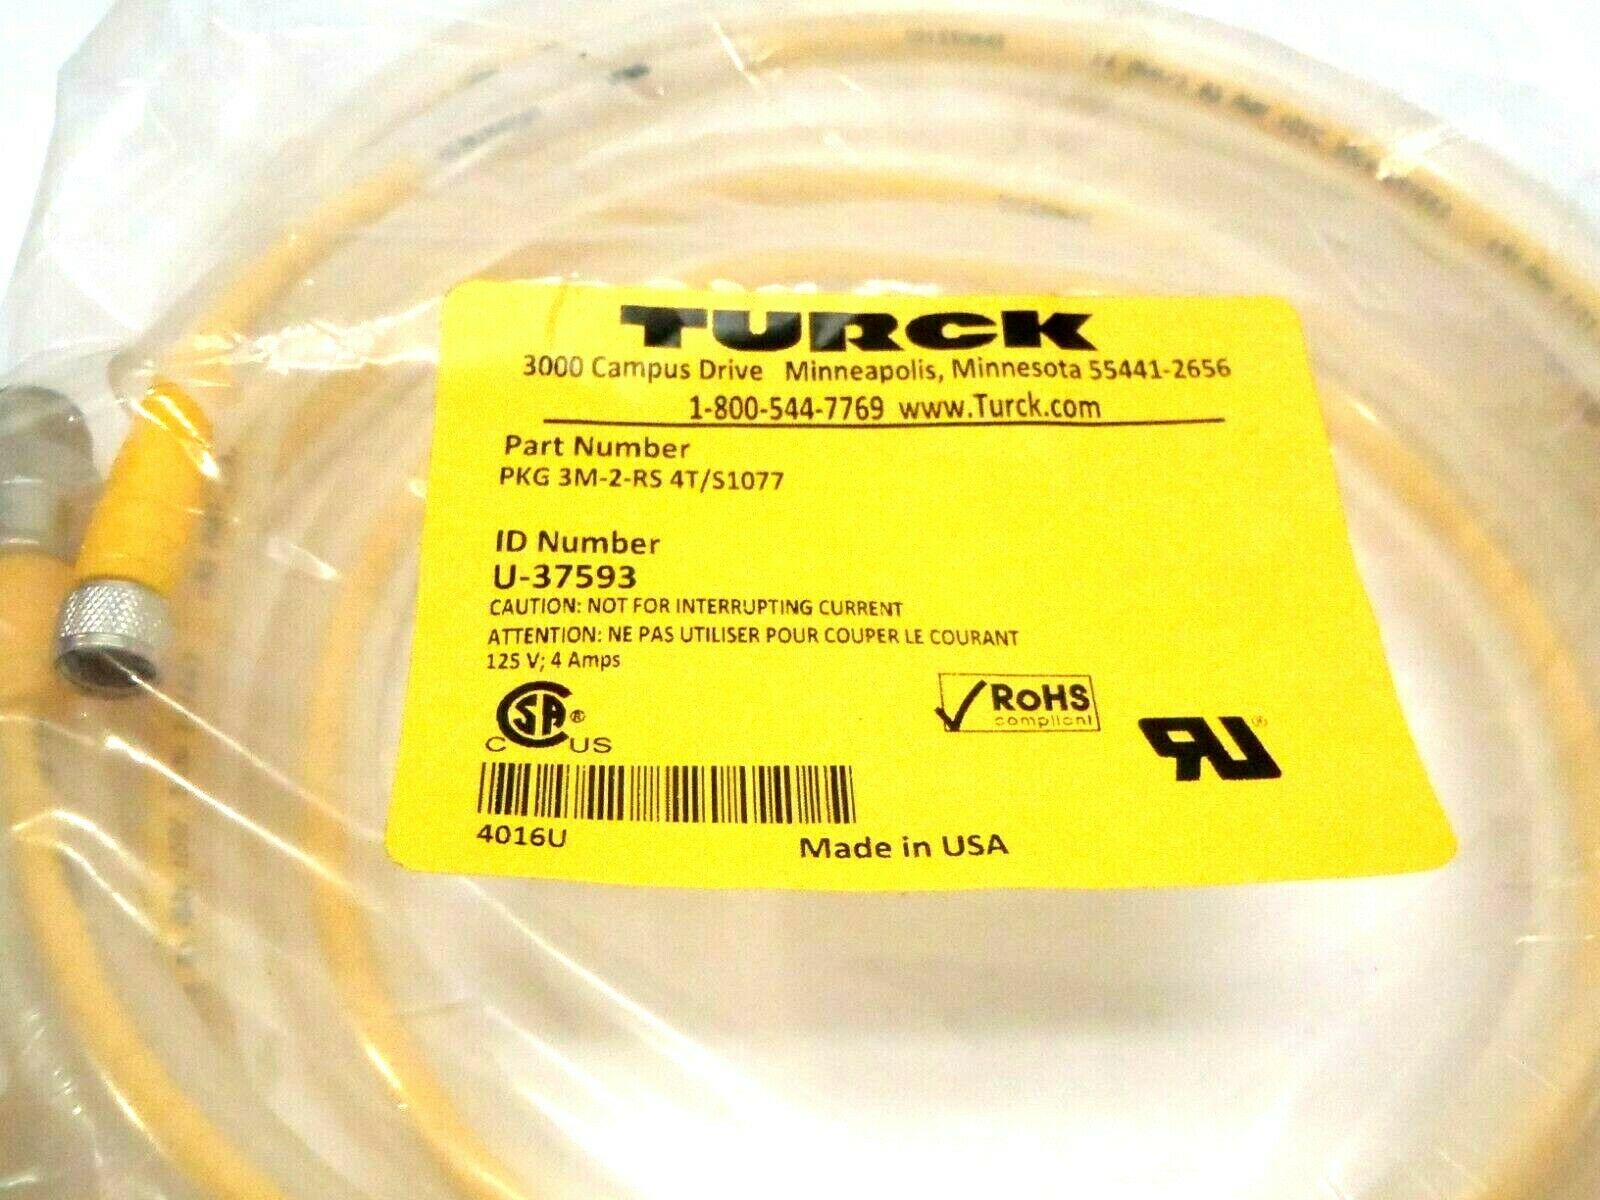 TURCK
3000 Campus Drive Minneapolis, Minnesota 55441-2656
1-800-544-7769 www.Turck.com
Part Number
PKG 3M-2-RS 4T/S1077
ID Number
U-37593
CAUTION: NOT FOR INTERRUPTING CURRENT
ATTENTION: NE PAS UTILISER POUR COUPER LE COURANT
125 V; 4 Amps
SA®
C US
RoHS
compliant
RU®
4016U
Made in USA